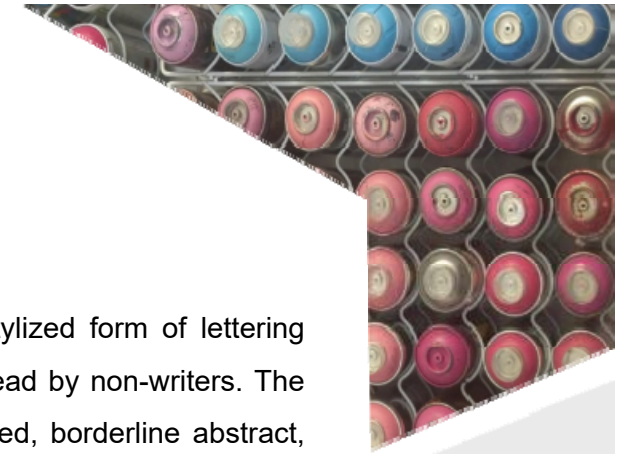 ylized form of lettering
ead by non-writers. The
ed, borderline abstract,